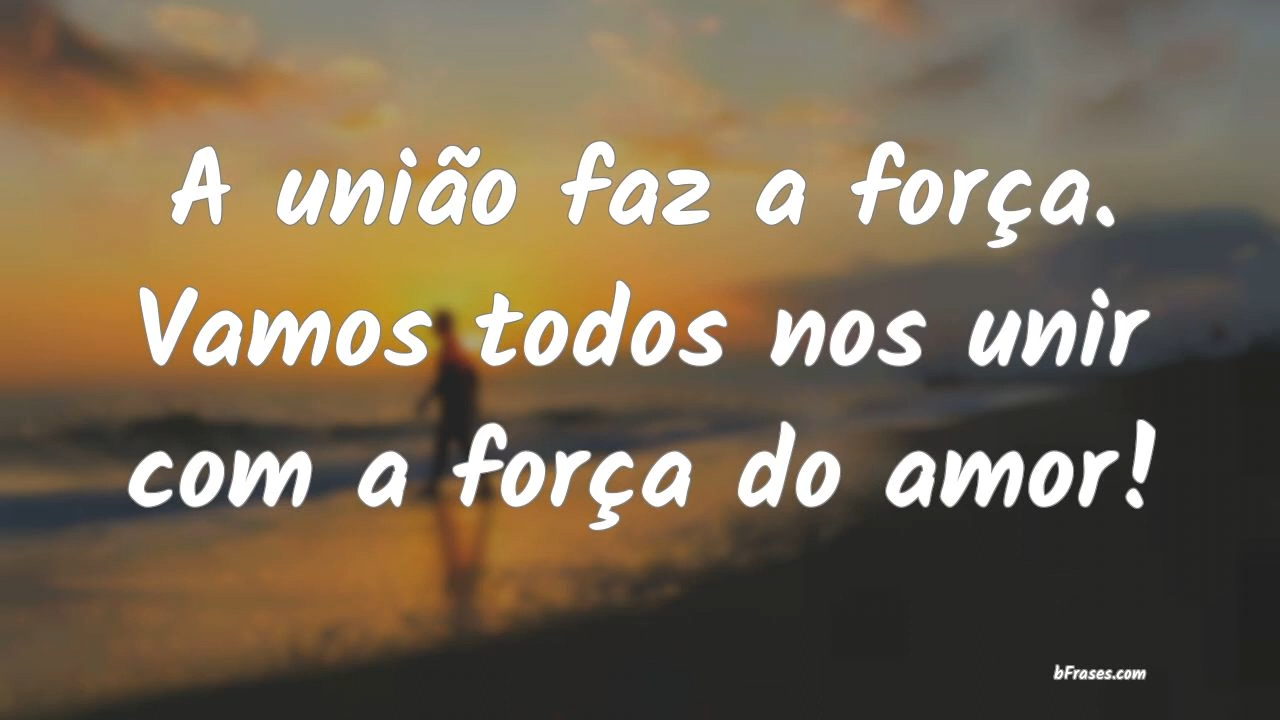 A união faz a força.
Vamos todos nos unir
com a força do amor!
bFrases.com